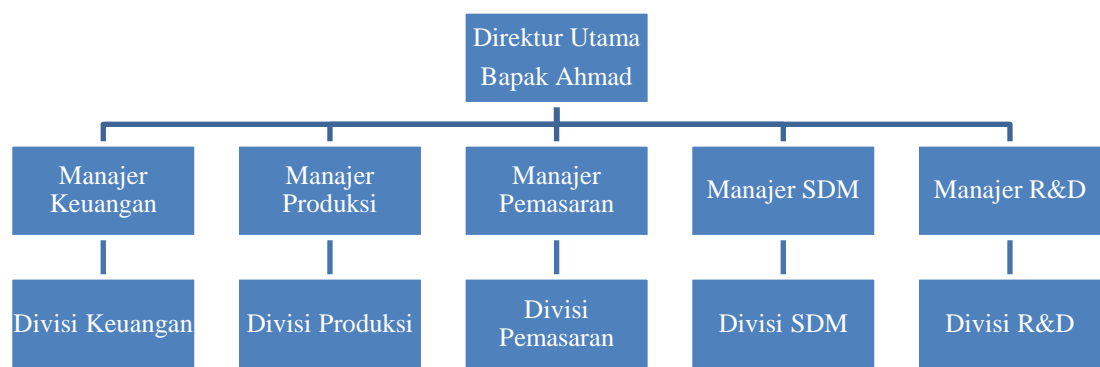 Direktur Utama
Bapak Ahmad
Manajer
Keuangan
Manajer
Produksi
Manajer
Pemasaran
Manajer SDM
Manajer R&D
Divisi Keuangan
Divisi Produksi
Divisi
Pemasaran
Divisi SDM
Divisi R&D